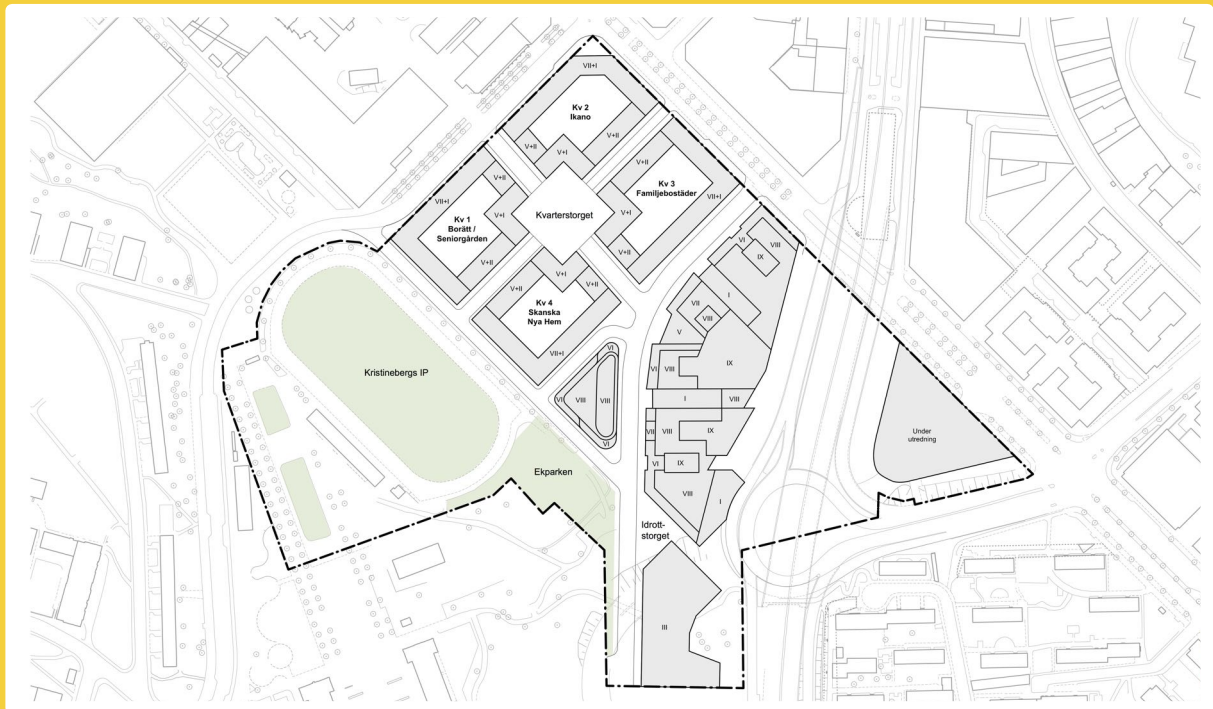 VII+I
Kv 2
Ikano
V+II
V+II
V+I
Kv 3
Familjebostäder
V+II
VII+I
V+I
V+II
Kvarterstorget
V+II
VII+I
Kv 1
Borätt /
Seniorgården
V+I
V+II
V+I
V+II
V+II
Kv 4
Skanska
Nya Hem
VII+I
VI
VIII
IX
I
VII
VIII
V
IX
VI
VIII
I
VIII
VI
VI
VIII
VIII
VI
VII
VIII
IX
VI
IX
VIII
I
Kristinebergs IP
Ekparken
Under
utredning
Idrott-
storget
III